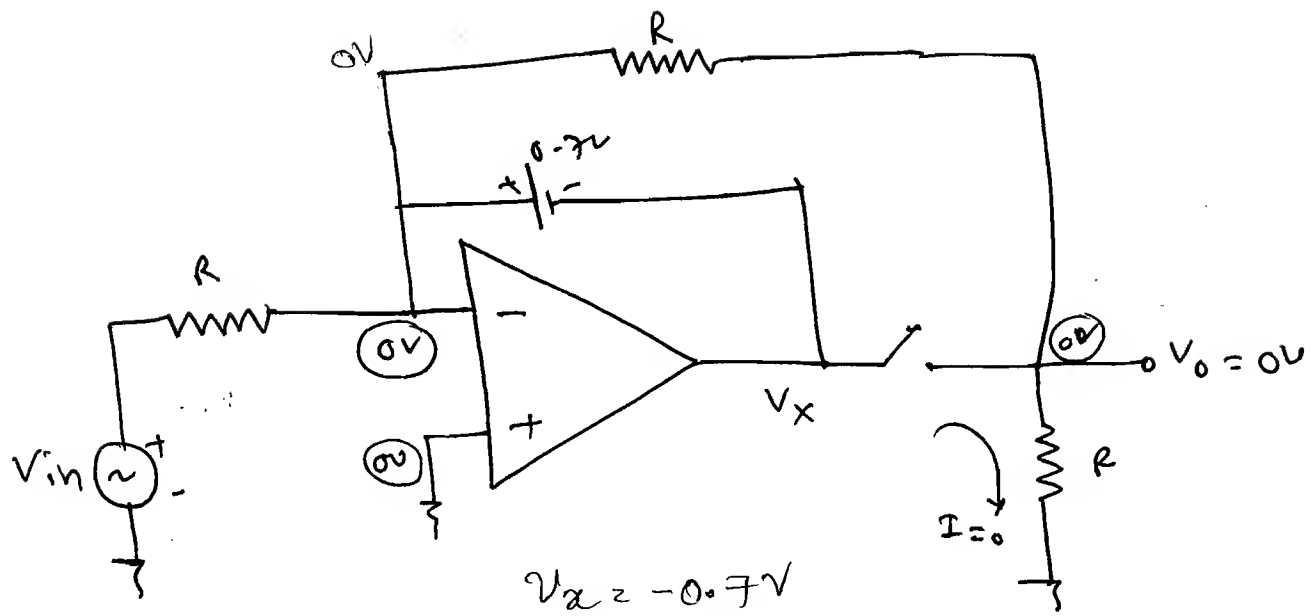 R
0V
0.7V
+ -
R
-
0V
0V
V₀ = 0V
Vx
+
0V
R
Vin
~
+
-
I=0
Vx = -0.7V